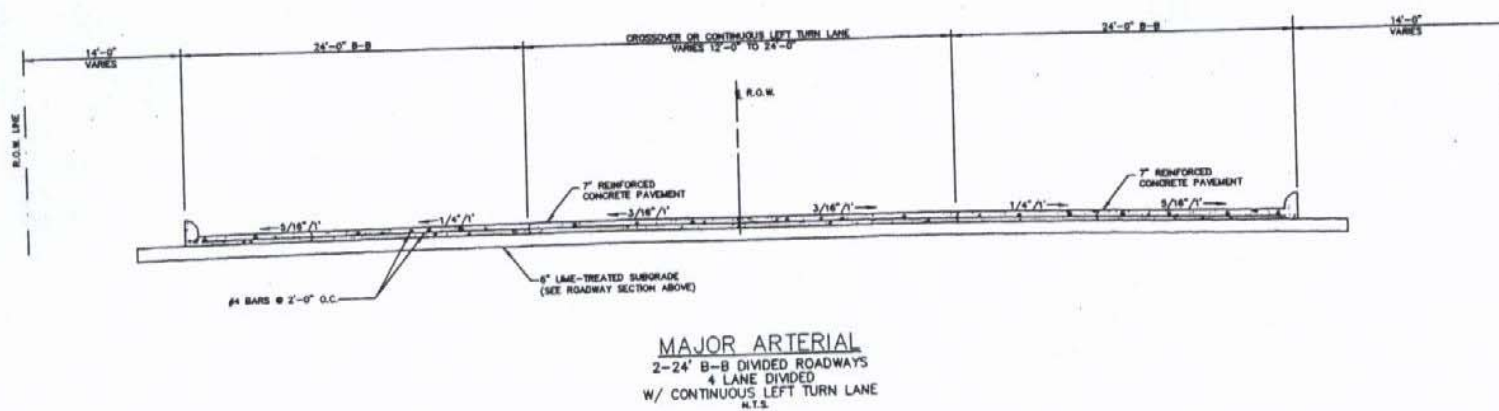 14'-0"
VARIES
24'-0" B-B
CROSSOVER OR CONTINUOUS LEFT TURN LANE
VARIES 12'-0" TO 24'-0"
24'-0" B-B
14'-0"
VARIES
R.O.W. LINE
℄ R.O.W.
7" REINFORCED
CONCRETE PAVEMENT
7" REINFORCED
CONCRETE PAVEMENT
5/16"/1'
1/4"/1'
3/16"/1'
3/16"/1'
1/4"/1'
5/16"/1'
#4 BARS @ 2'-0" O.C.
6" LIME-TREATED SUBGRADE
(SEE ROADWAY SECTION ABOVE)
MAJOR ARTERIAL
2-24' B-B DIVIDED ROADWAYS
4 LANE DIVIDED
W/ CONTINUOUS LEFT TURN LANE
N.T.S.